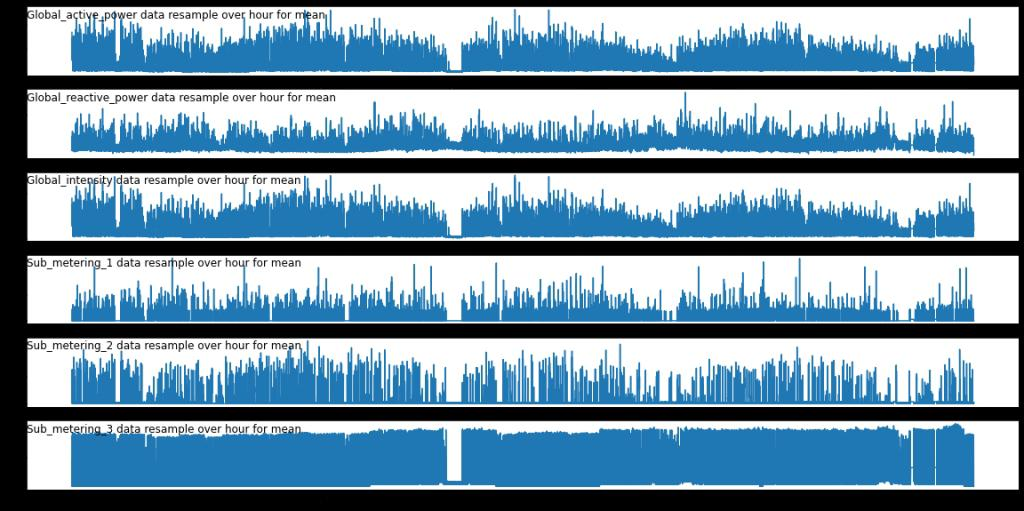 Global_active_power data resample over hour for mean
Global_reactive_power data resample over hour for mean
Global_intensity data resample over hour for mean
Sub_metering_1 data resample over hour for mean
Sub_metering_2 data resample over hour for mean
Sub_metering_3 data resample over hour for mean